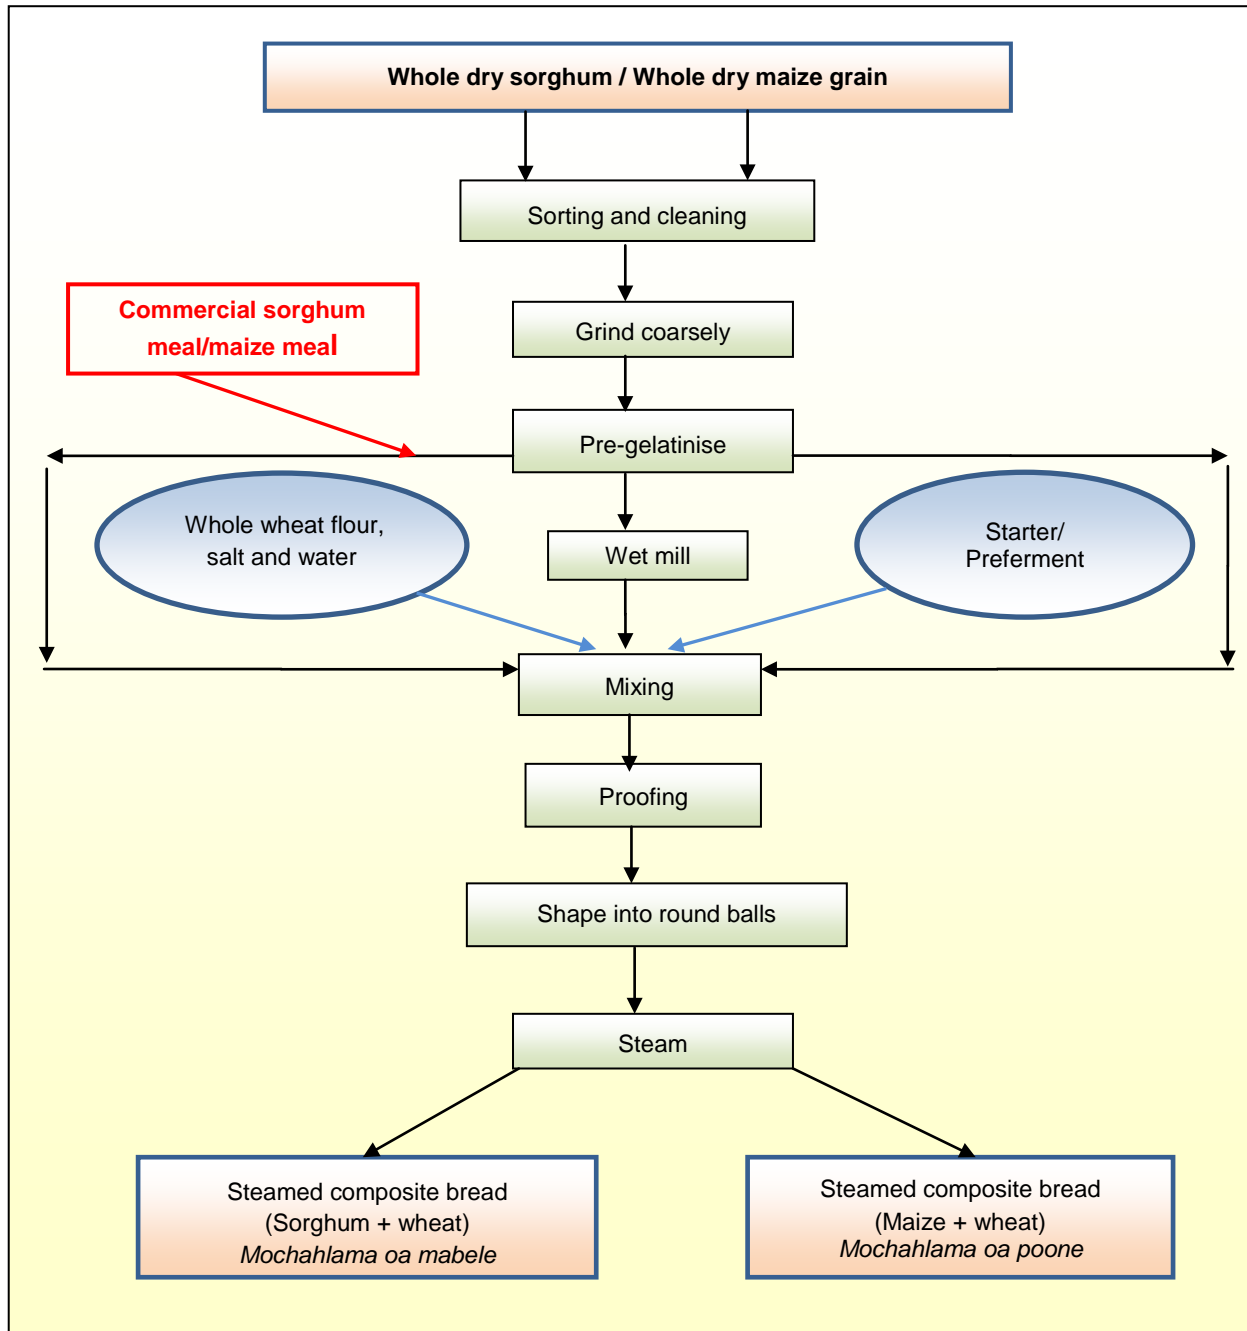 Whole dry sorghum / Whole dry maize grain
Sorting and cleaning
Grind coarsely
Commercial sorghum
meal/maize meal
Pre-gelatinise
Whole wheat flour,
salt and water
Wet mill
Starter/
Preferment
Mixing
Proofing
Shape into round balls
Steam
Steamed composite bread
(Sorghum + wheat)
Mochahlama oa mabele
Steamed composite bread
(Maize + wheat)
Mochahlama oa poone